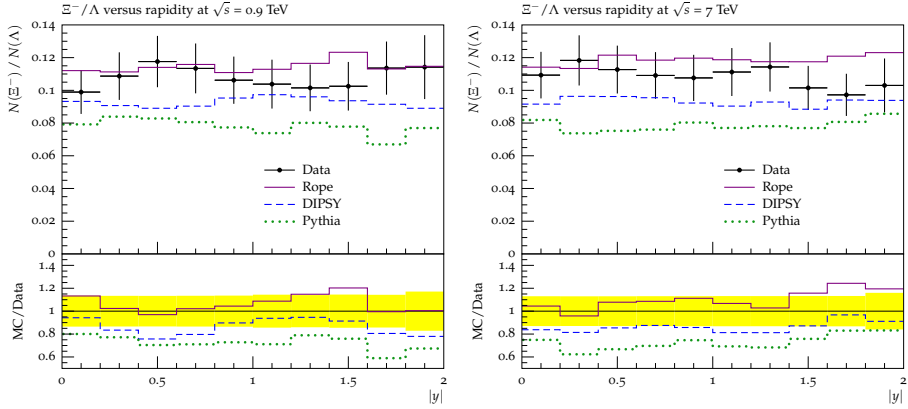 Ξ⁻/Λ versus rapidity at √s = 0.9 TeV
N(Ξ⁻) / N(Λ)
0.14
0.12
0.1
0.08
0.06
0.04
0.02
0
Data
Rope
DIPSY
Pythia
MC/Data
1.4
1.2
1
0.8
0.6
0 0.5 1 1.5 2
|y|
Ξ⁻/Λ versus rapidity at √s = 7 TeV
N(Ξ⁻) / N(Λ)
0.14
0.12
0.1
0.08
0.06
0.04
0.02
0
Data
Rope
DIPSY
Pythia
MC/Data
1.4
1.2
1
0.8
0.6
0 0.5 1 1.5 2
|y|